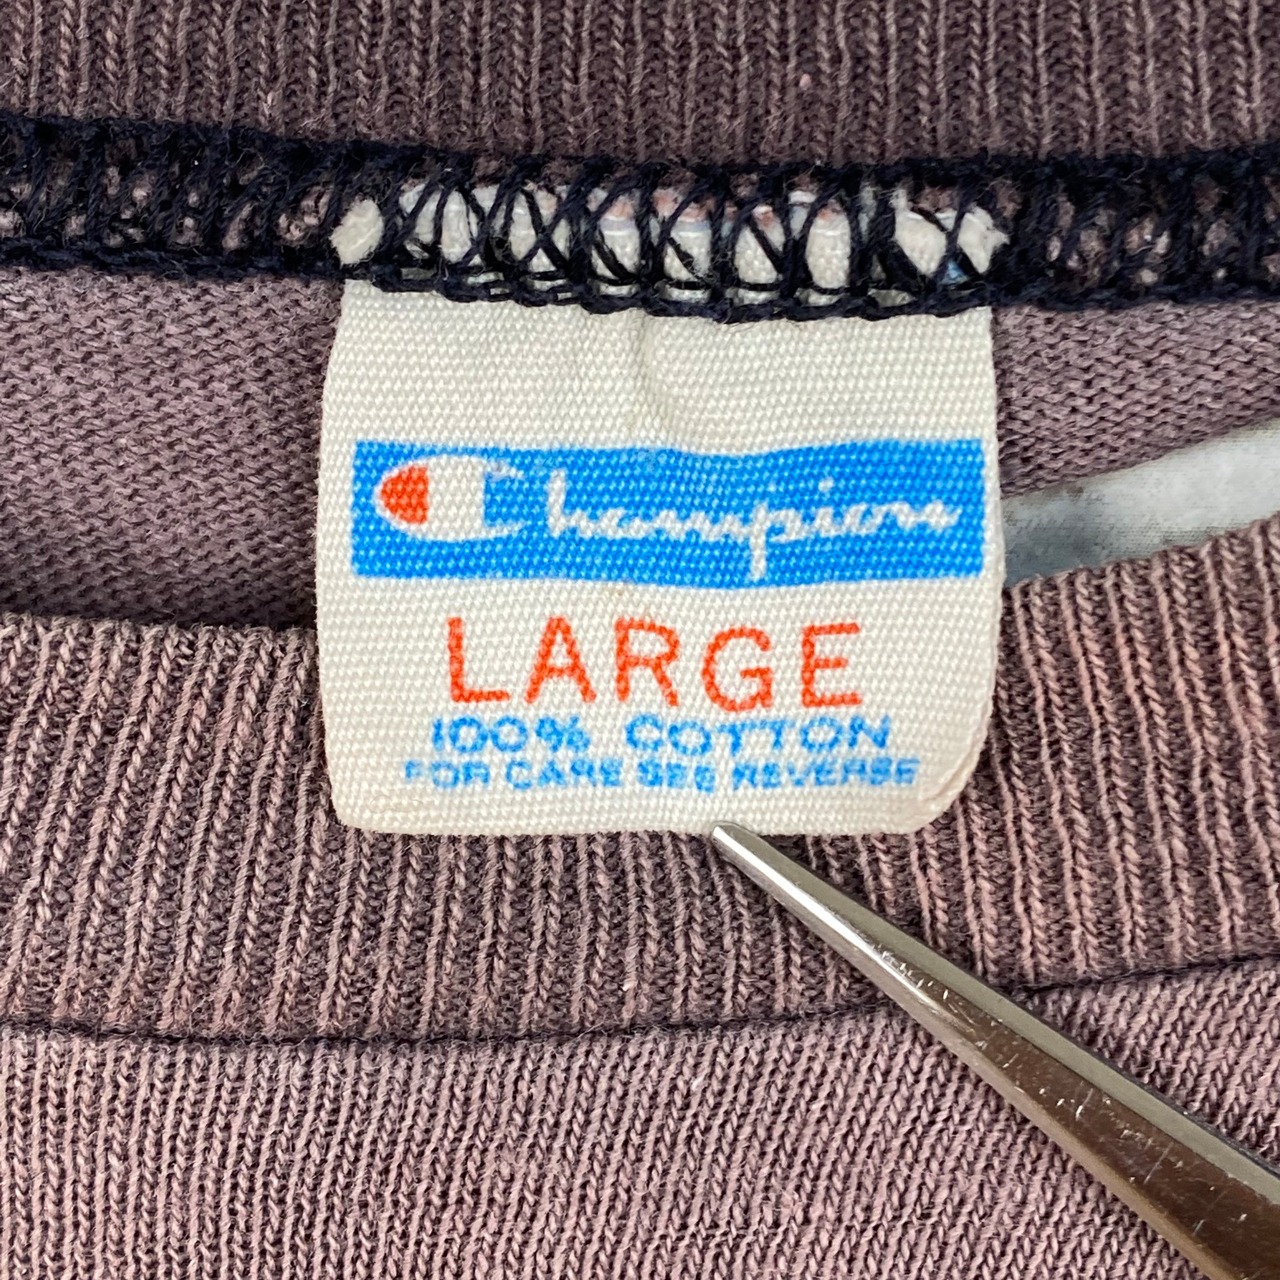 Champion
LARGE
100% COTTON
FOR CARE SEE REVERSE